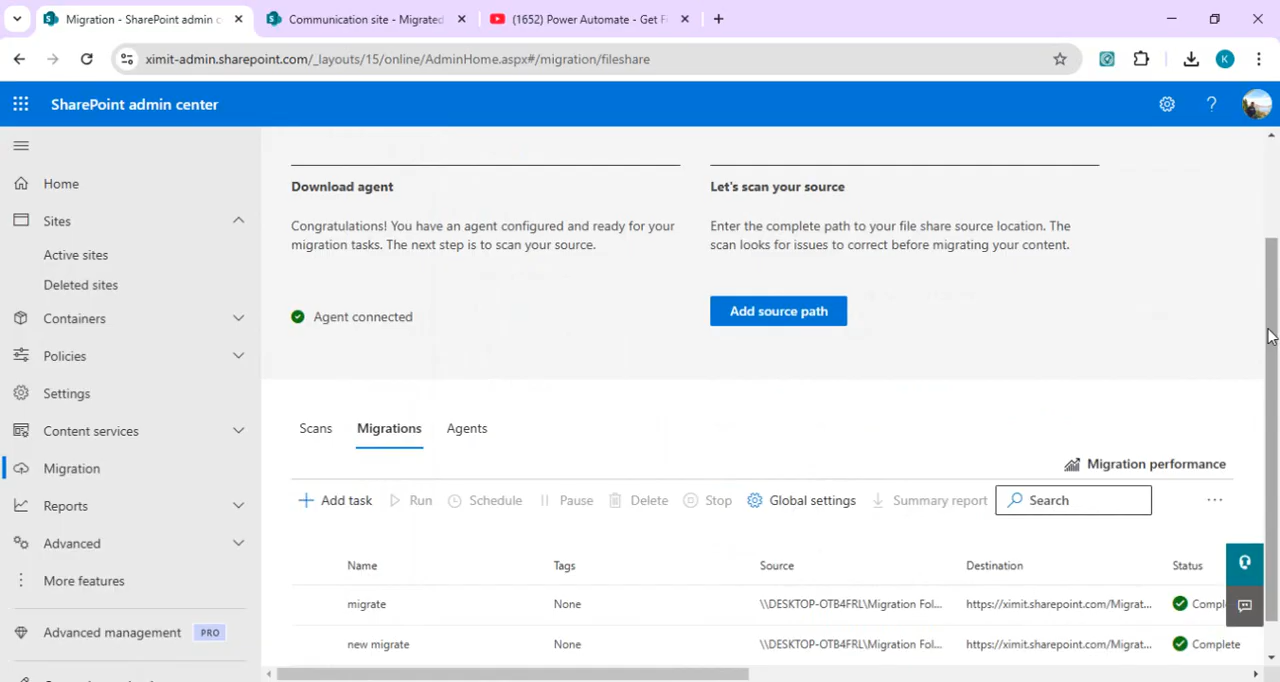 Migration - SharePoint admin c
Communication site - Migrated
(1652) Power Automate - Get F
ximit-admin.sharepoint.com/_layouts/15/online/AdminHome.aspx#/migration/fileshare
K
SharePoint admin center
?
Home
Sites
Active sites
Deleted sites
Containers
Policies
Settings
Content services
Migration
Reports
Advanced
More features
Advanced management PRO
Download agent
Congratulations! You have an agent configured and ready for your
migration tasks. The next step is to scan your source.
Agent connected
Let's scan your source
Enter the complete path to your file share source location. The
scan looks for issues to correct before migrating your content.
Add source path
Scans Migrations Agents
Migration performance
Add task Run Schedule Pause Delete Stop Global settings Summary report Search
Name Tags Source Destination Status
migrate None \\DESKTOP-OTB4FRL\Migration Fol... https://ximit.sharepoint.com/Migrat... Compl
new migrate None \\DESKTOP-OTB4FRL\Migration Fol... https://ximit.sharepoint.com/Migrat... Complete